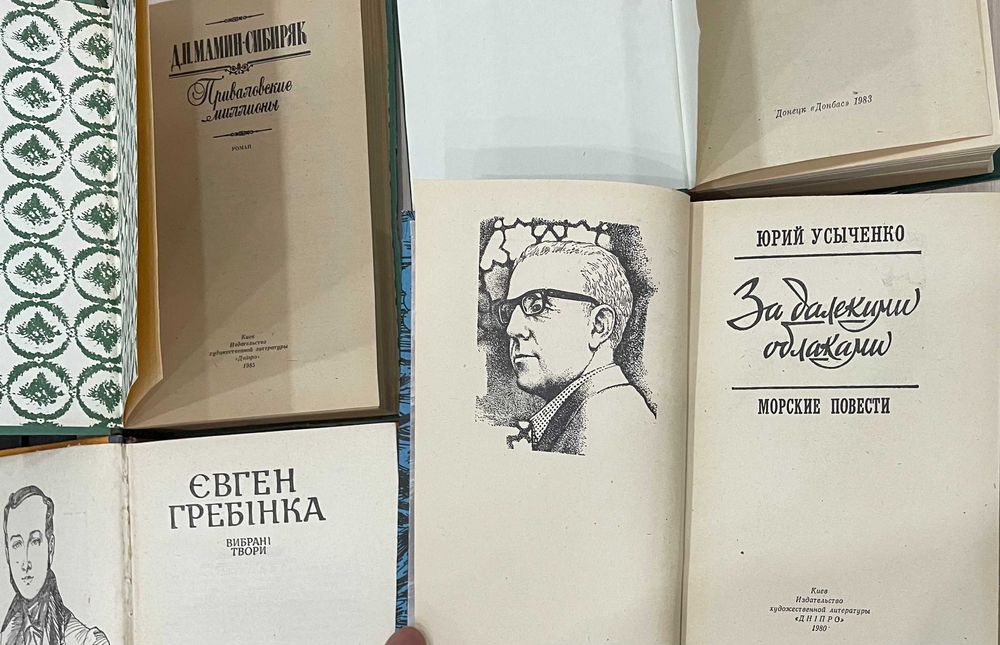 Д.Н.МАМИН-СИБИРЯК
Приваловские
миллионы
РОМАН
Киев
Издательство
художественной литературы
«Дніпро»
1985
Донецк «Донбас» 1983
ЄВГЕН
ГРЕБІНКА
ВИБРАНІ
ТВОРИ
ЮРИЙ УСЫЧЕНКО
За далекими
облаками
МОРСКИЕ ПОВЕСТИ
Киев
Издательство
художественной литературы
«ДНІПРО»
1980